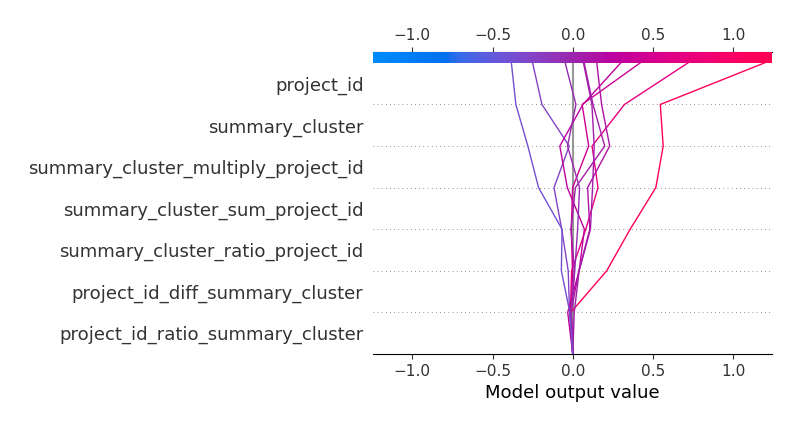 −1.0 −0.5 0.0 0.5 1.0
project_id
summary_cluster
summary_cluster_multiply_project_id
summary_cluster_sum_project_id
summary_cluster_ratio_project_id
project_id_diff_summary_cluster
project_id_ratio_summary_cluster
−1.0 −0.5 0.0 0.5 1.0
Model output value